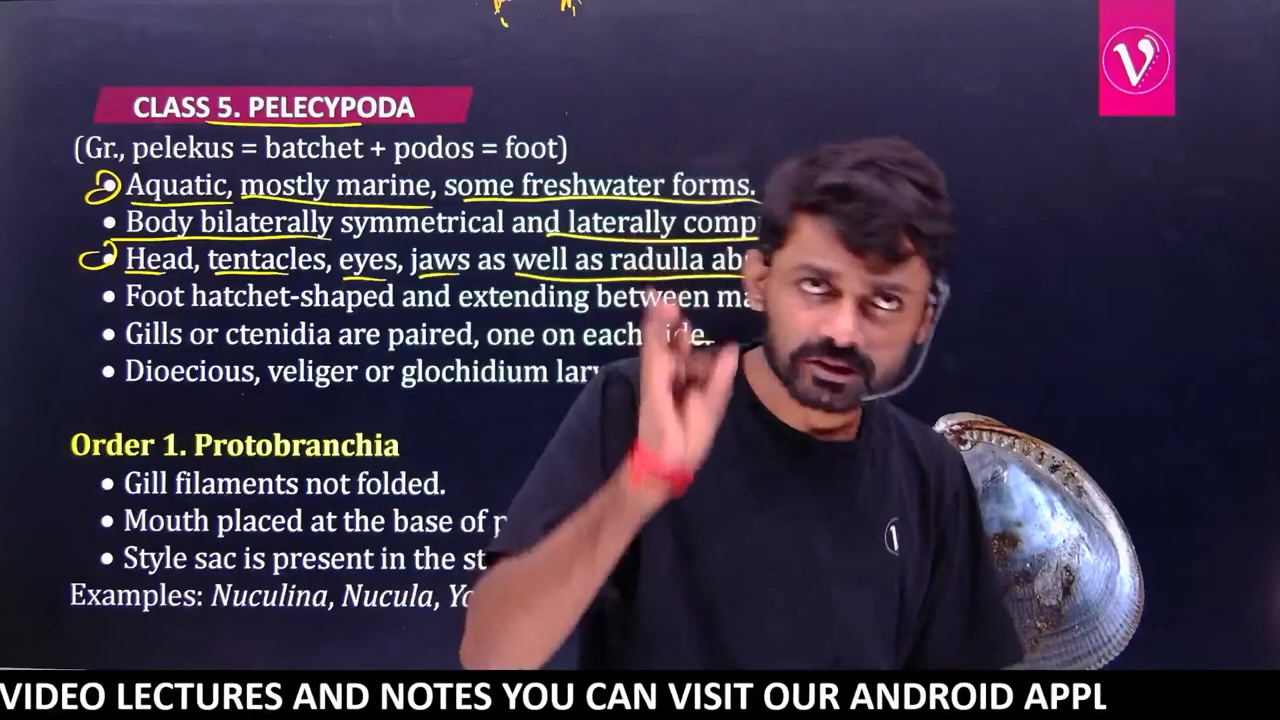 CLASS 5. PELECYPODA
(Gr., pelekus = batchet + podos = foot)
• Aquatic, mostly marine, some freshwater forms.
• Body bilaterally symmetrical and laterally comp
• Head, tentacles, eyes, jaws as well as radulla ab
• Foot hatchet-shaped and extending between ma
• Gills or ctenidia are paired, one on each ide.
• Dioecious, veliger or glochidium larv
Order 1. Protobranchia
• Gill filaments not folded.
• Mouth placed at the base of p
• Style sac is present in the st
Examples: Nuculina, Nucula, Yo
VIDEO LECTURES AND NOTES YOU CAN VISIT OUR ANDROID APPL